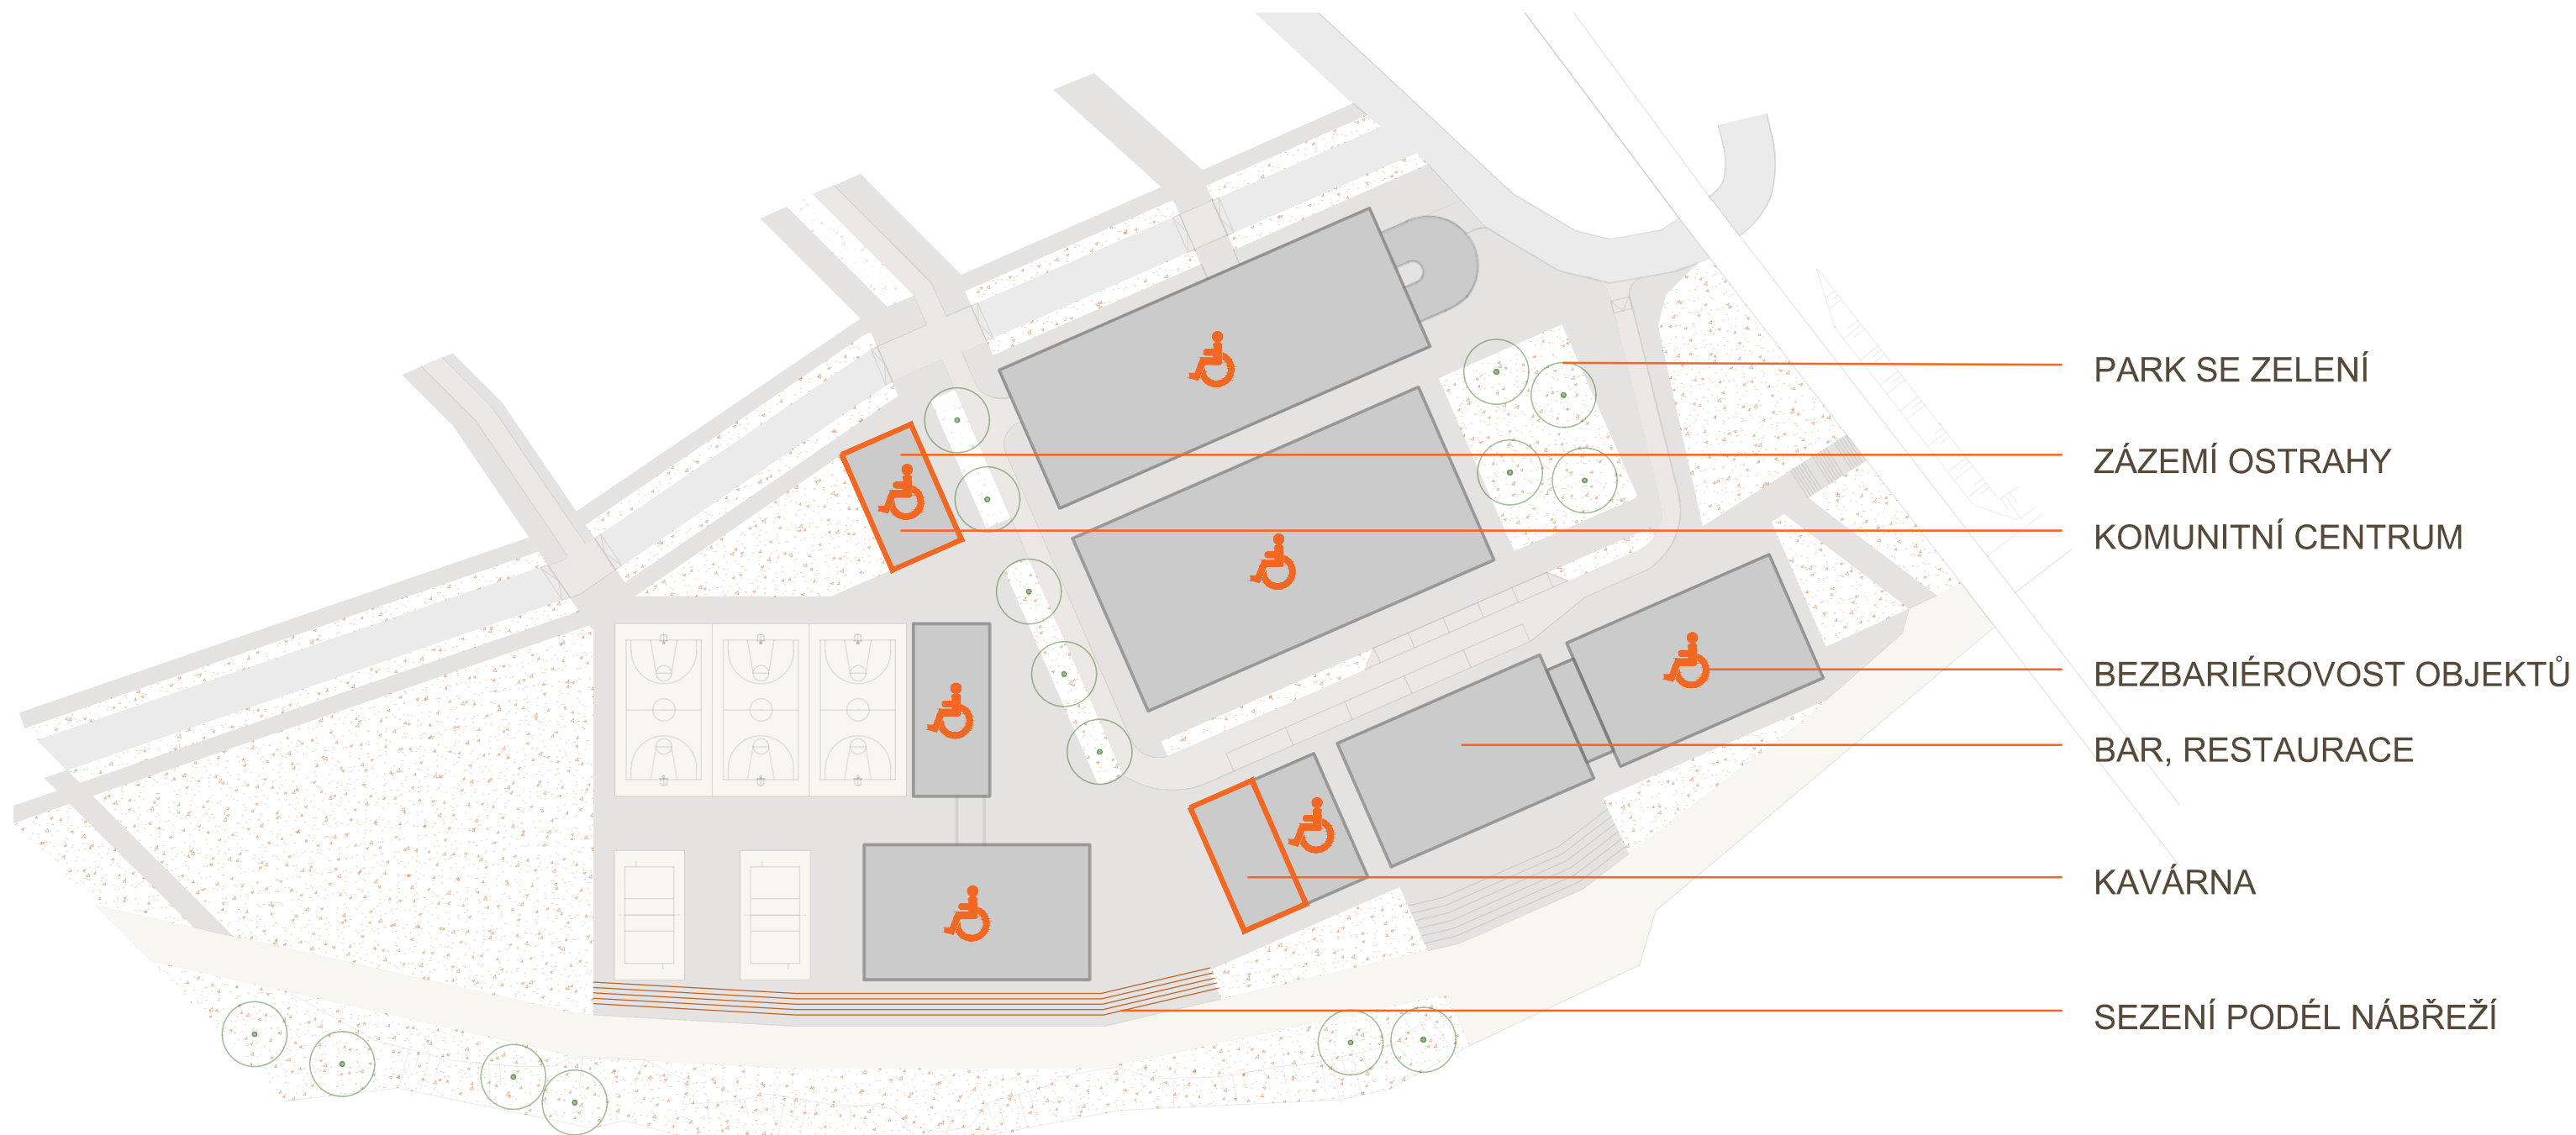 PARK SE ZELENÍ
ZÁZEMÍ OSTRAHY
KOMUNITNÍ CENTRUM
BEZBARIÉROVOST OBJEKTŮ
BAR, RESTAURACE
KAVÁRNA
SEZENÍ PODÉL NÁBŘEŽÍ